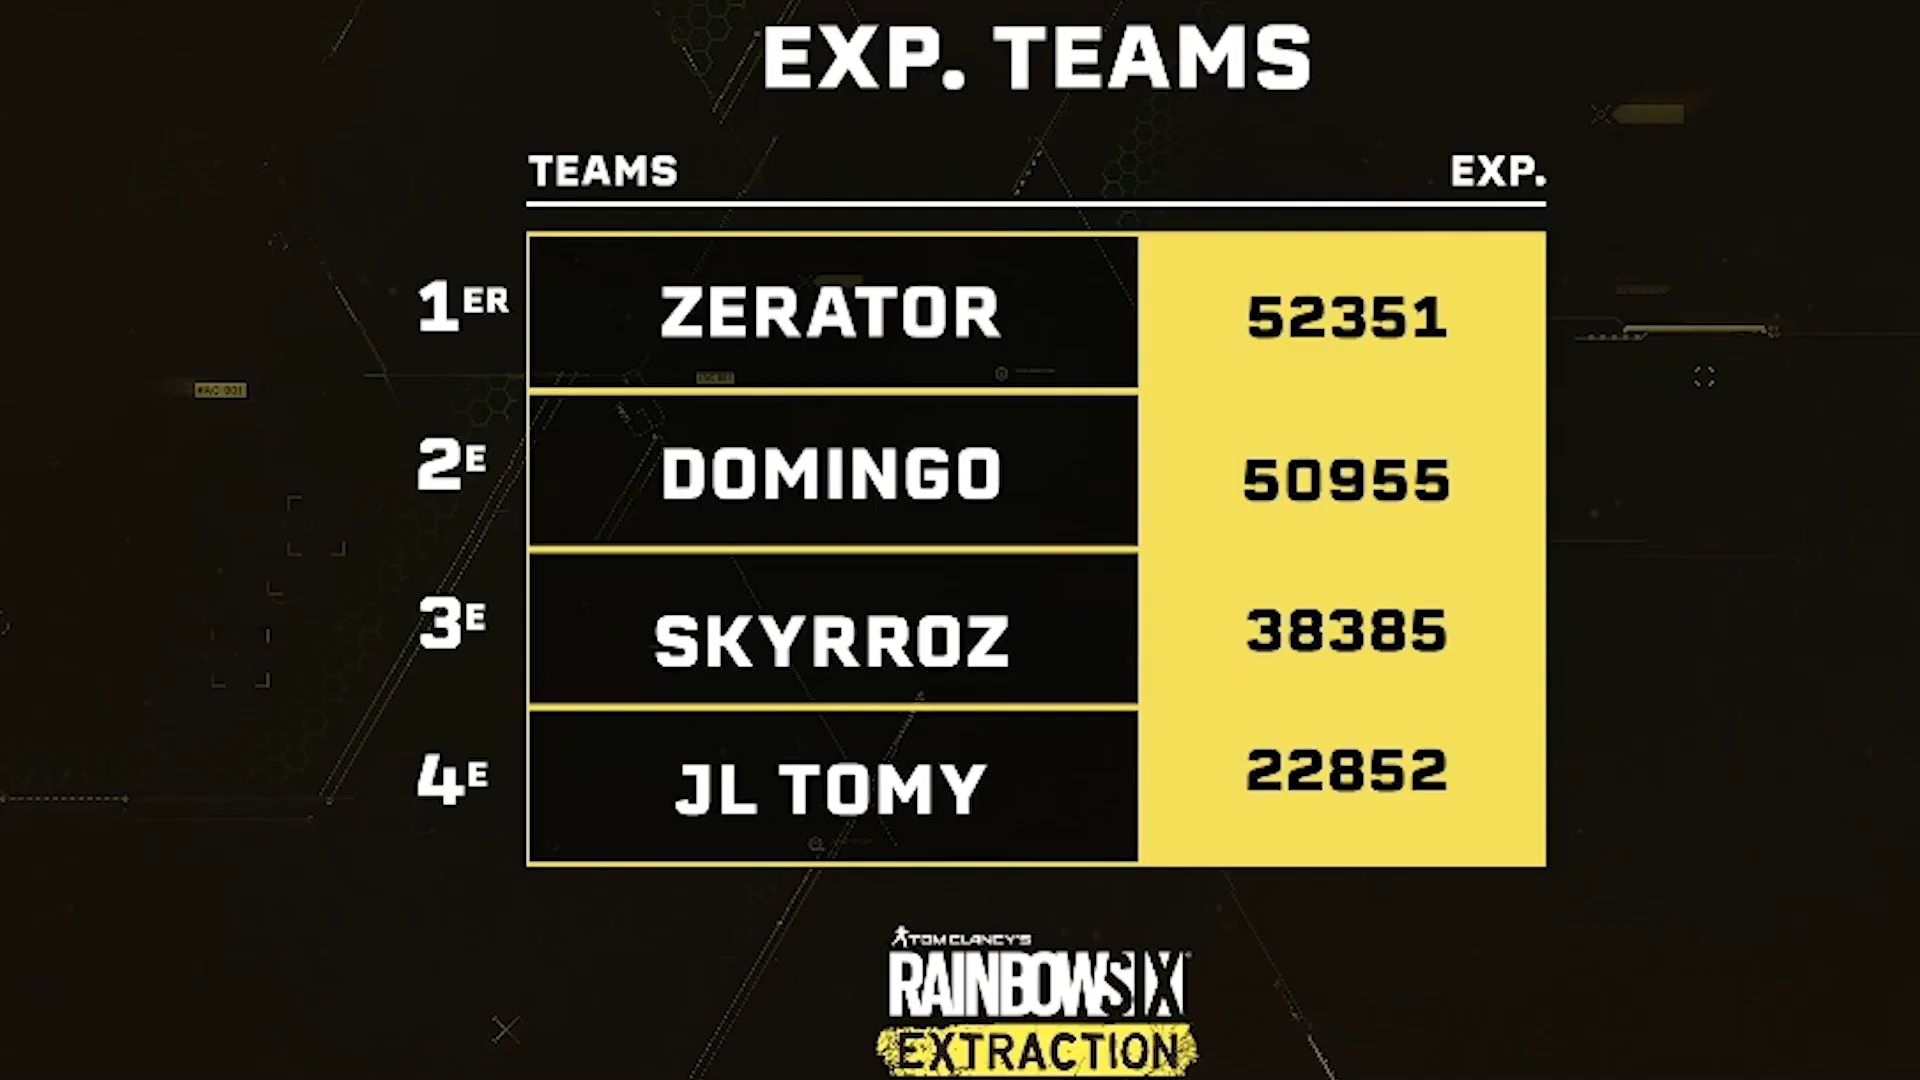 EXP. TEAMS
TEAMS EXP.
1ER ZERATOR 52351
2E DOMINGO 50955
3E SKYRROZ 38385
4E JL TOMY 22852
TOM CLANCY'S
RAINBOW SIX
EXTRACTION